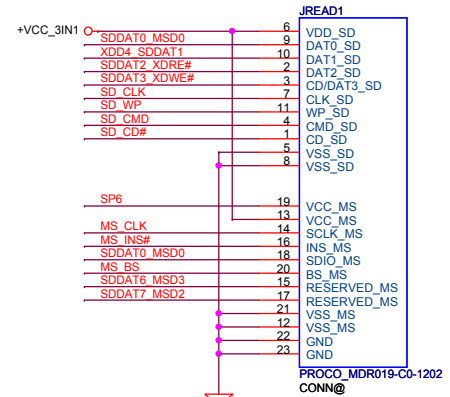 JREAD1
+VCC_3IN1 6 VDD_SD
SDDAT0_MSD0 9 DAT0_SD
XDD4_SDDAT1 10 DAT1_SD
SDDAT2_XDRE# 2 DAT2_SD
SDDAT3_XDWE# 3 CD/DAT3_SD
SD_CLK 7 CLK_SD
SD_WP 11 WP_SD
SD_CMD 4 CMD_SD
SD_CD# 1 CD_SD
5 VSS_SD
8 VSS_SD
SP6 19 VCC_MS
13 VCC_MS
MS_CLK 14 SCLK_MS
MS_INS# 16 INS_MS
SDDAT0_MSD0 18 SDIO_MS
MS_BS 20 BS_MS
SDDAT6_MSD3 15 RESERVED_MS
SDDAT7_MSD2 17 RESERVED_MS
21 VSS_MS
12 VSS_MS
22 GND
23 GND
PROCO_MDR019-C0-1202
CONN@